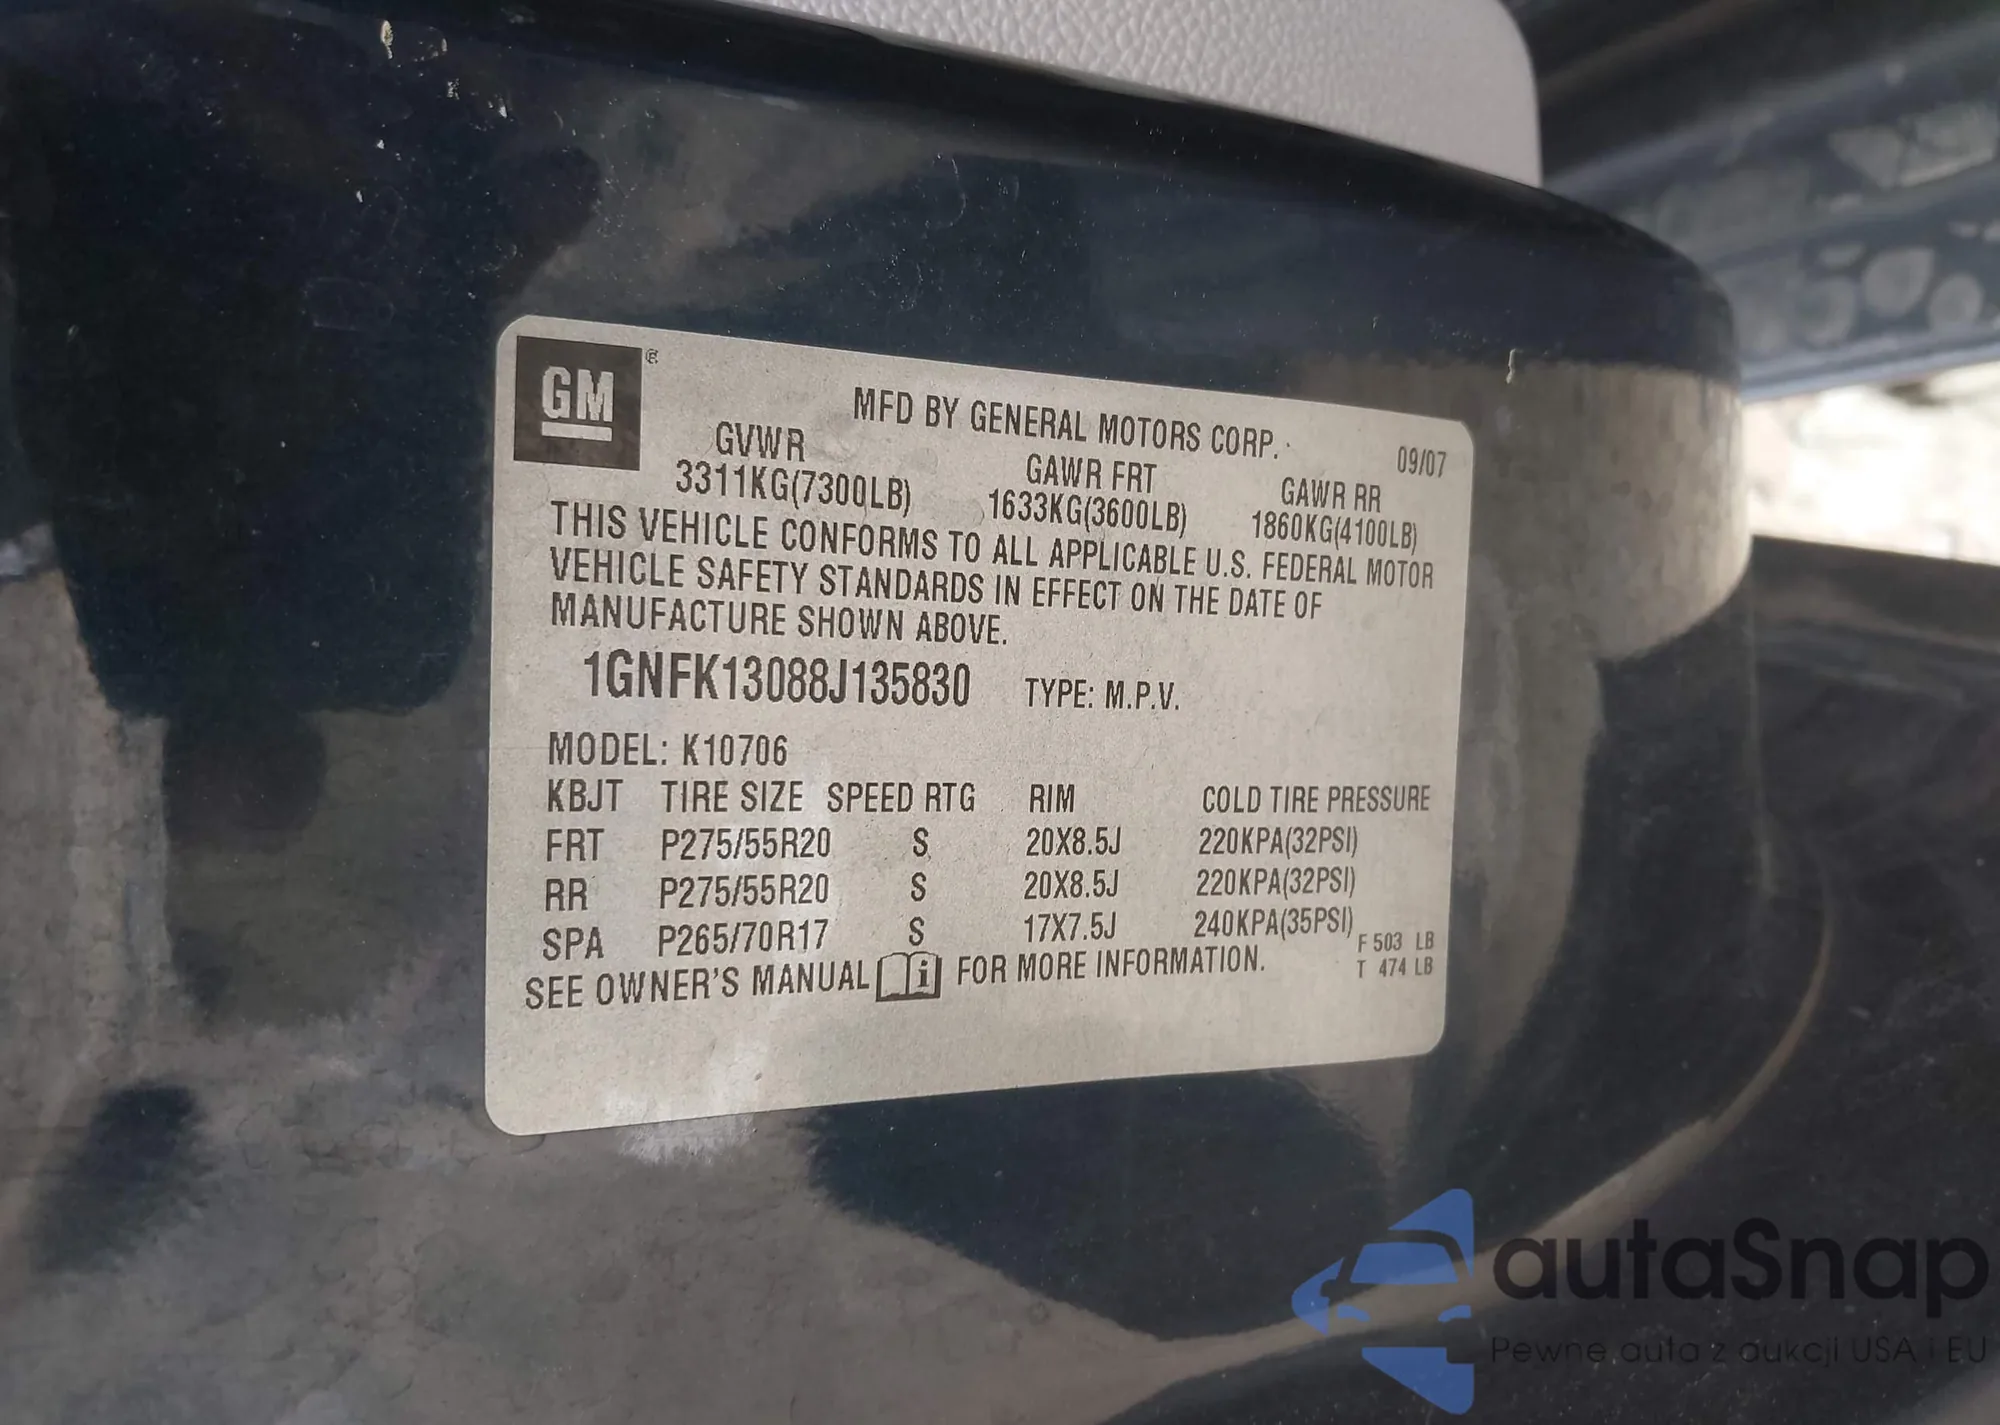 GM
MFD BY GENERAL MOTORS CORP.
09/07
GVWR GAWR FRT GAWR RR
3311KG(7300LB) 1633KG(3600LB) 1860KG(4100LB)
THIS VEHICLE CONFORMS TO ALL APPLICABLE U.S. FEDERAL MOTOR
VEHICLE SAFETY STANDARDS IN EFFECT ON THE DATE OF
MANUFACTURE SHOWN ABOVE.
1GNFK13088J135830 TYPE: M.P.V.
MODEL: K10706
KBJT TIRE SIZE SPEED RTG RIM COLD TIRE PRESSURE
FRT P275/55R20 S 20X8.5J 220KPA(32PSI)
RR P275/55R20 S 20X8.5J 220KPA(32PSI)
SPA P265/70R17 S 17X7.5J 240KPA(35PSI)
F 503 LB
T 474 LB
SEE OWNER'S MANUAL i FOR MORE INFORMATION.
autaSnap
Pewne auta z aukcji USA i EU